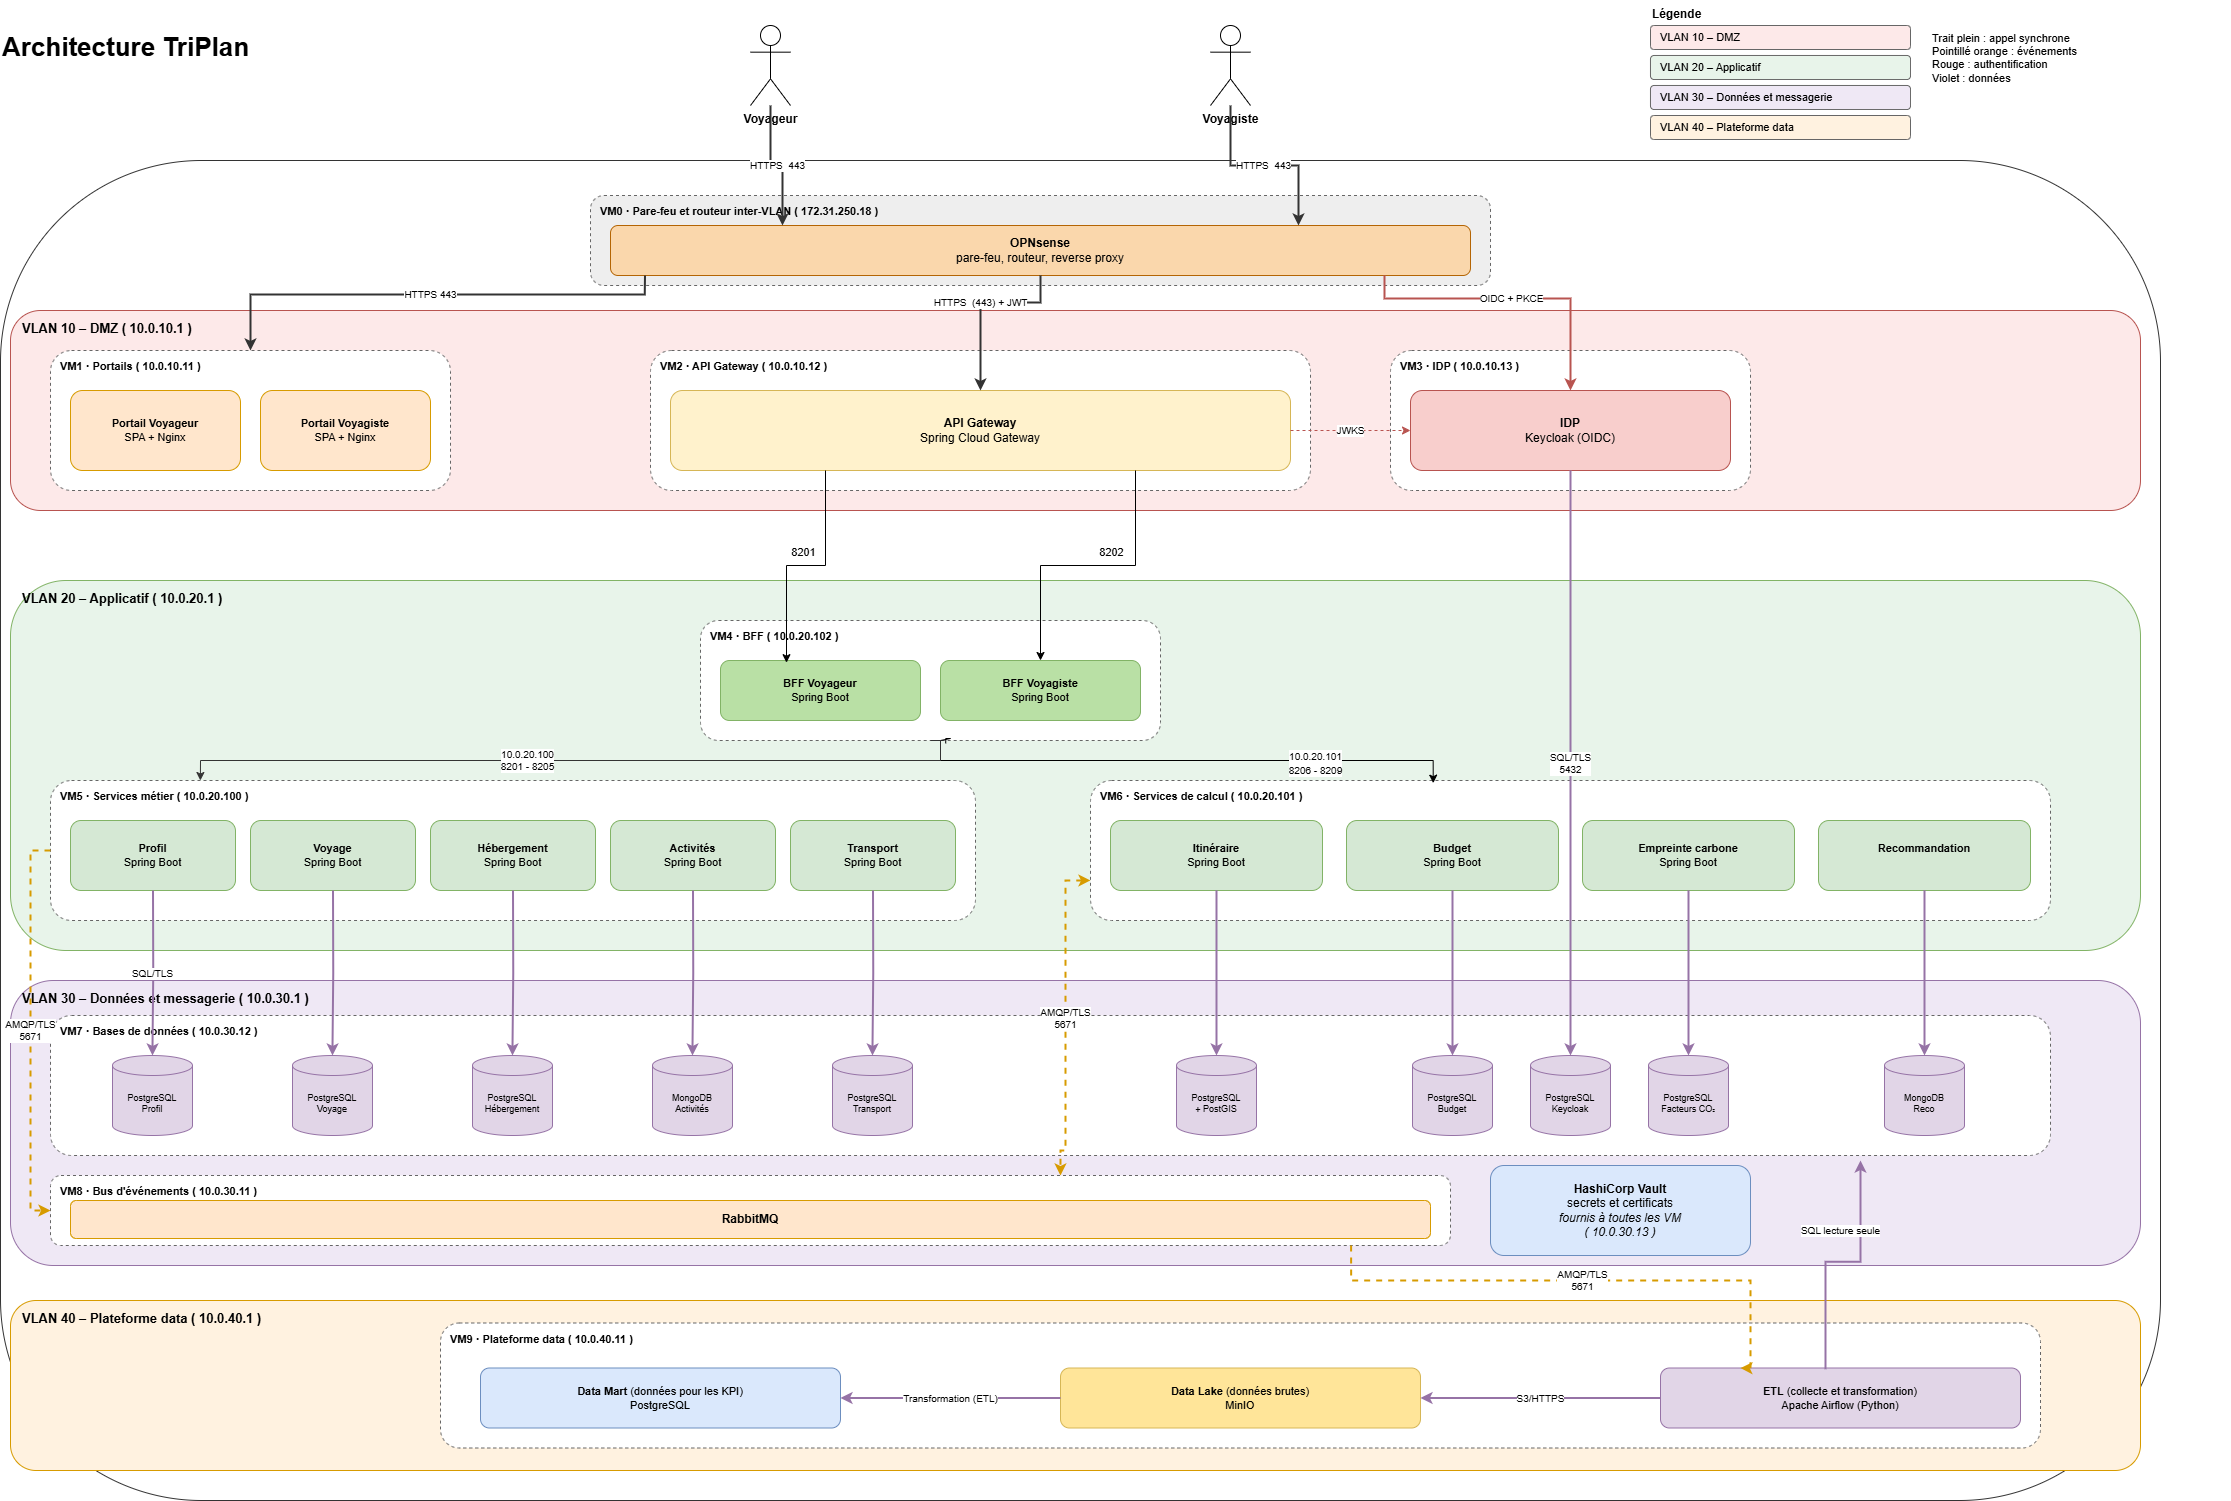 Architecture TriPlan
Légende
VLAN 10 – DMZ
VLAN 20 – Applicatif
VLAN 30 – Données et messagerie
VLAN 40 – Plateforme data
Trait plein : appel synchrone
Pointillé orange : événements
Rouge : authentification
Violet : données
Voyageur
Voyagiste
HTTPS  443
HTTPS  443
VM0 · Pare-feu et routeur inter-VLAN ( 172.31.250.18 )
OPNsense
pare-feu, routeur, reverse proxy
HTTPS 443
HTTPS  (443) + JWT
OIDC + PKCE
VLAN 10 – DMZ ( 10.0.10.1 )
VM1 · Portails ( 10.0.10.11 )
Portail Voyageur
SPA + Nginx
Portail Voyagiste
SPA + Nginx
VM2 · API Gateway ( 10.0.10.12 )
API Gateway
Spring Cloud Gateway
JWKS
VM3 · IDP ( 10.0.10.13 )
IDP
Keycloak (OIDC)
8201
8202
VLAN 20 – Applicatif ( 10.0.20.1 )
VM4 · BFF ( 10.0.20.102 )
BFF Voyageur
Spring Boot
BFF Voyagiste
Spring Boot
10.0.20.100
8201 - 8205
10.0.20.101
8206 - 8209
SQL/TLS
5432
VM5 · Services métier ( 10.0.20.100 )
Profil
Spring Boot
Voyage
Spring Boot
Hébergement
Spring Boot
Activités
Spring Boot
Transport
Spring Boot
VM6 · Services de calcul ( 10.0.20.101 )
Itinéraire
Spring Boot
Budget
Spring Boot
Empreinte carbone
Spring Boot
Recommandation
SQL/TLS
VLAN 30 – Données et messagerie ( 10.0.30.1 )
AMQP/TLS
5671
AMQP/TLS
5671
VM7 · Bases de données ( 10.0.30.12 )
PostgreSQL
Profil
PostgreSQL
Voyage
PostgreSQL
Hébergement
MongoDB
Activités
PostgreSQL
Transport
PostgreSQL
+ PostGIS
PostgreSQL
Budget
PostgreSQL
Keycloak
PostgreSQL
Facteurs CO₂
MongoDB
Reco
VM8 · Bus d'événements ( 10.0.30.11 )
RabbitMQ
HashiCorp Vault
secrets et certificats
fournis à toutes les VM
( 10.0.30.13 )
SQL lecture seule
AMQP/TLS
5671
VLAN 40 – Plateforme data ( 10.0.40.1 )
VM9 · Plateforme data ( 10.0.40.11 )
Data Mart (données pour les KPI)
PostgreSQL
Transformation (ETL)
Data Lake (données brutes)
MinIO
S3/HTTPS
ETL (collecte et transformation)
Apache Airflow (Python)